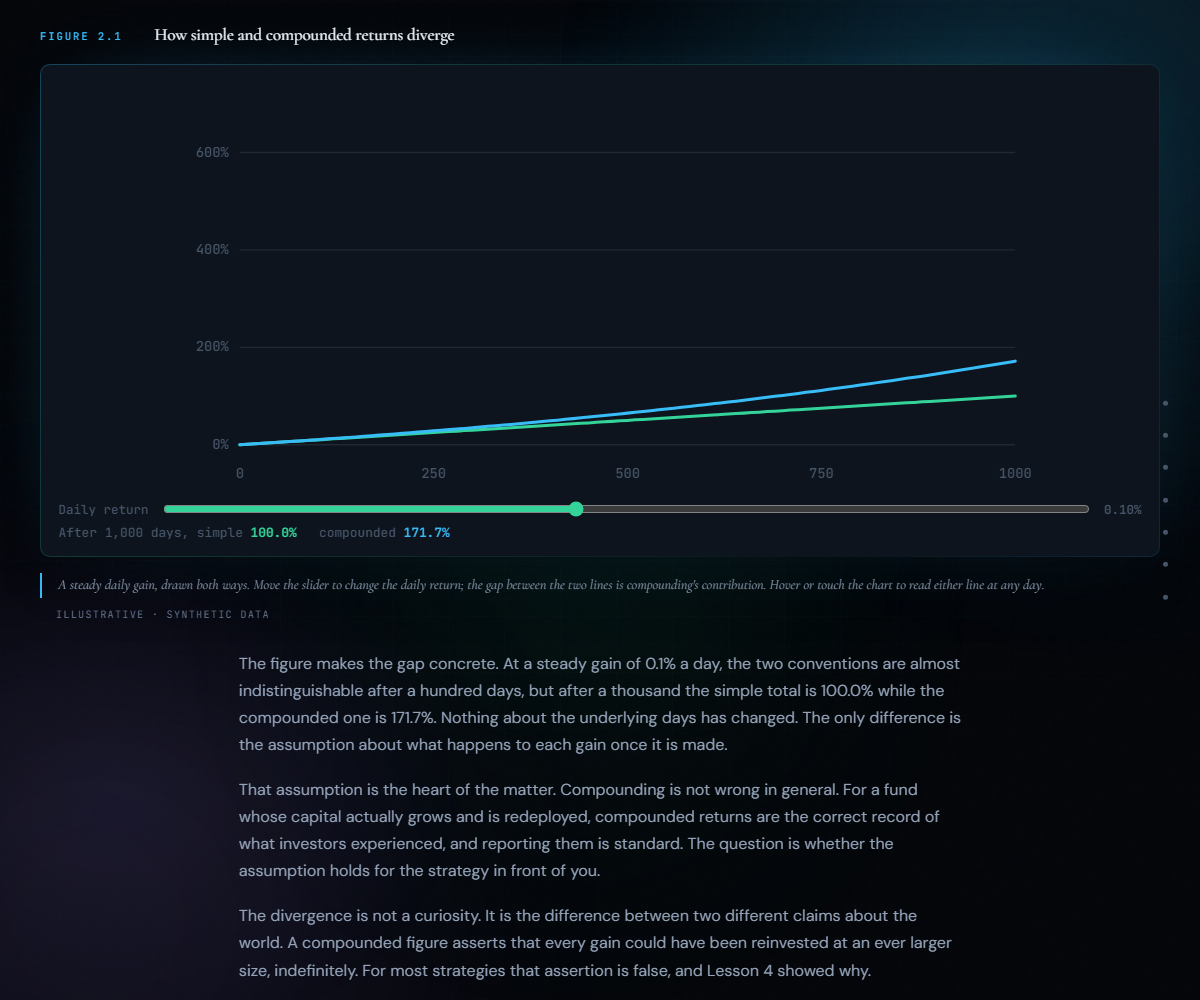 FIGURE 2.1 How simple and compounded returns diverge
600%
400%
200%
0%
0 250 500 750 1000
Daily return 0.10%
After 1,000 days, simple 100.0% compounded 171.7%
A steady daily gain, drawn both ways. Move the slider to change the daily return; the gap between the two lines is compounding's contribution. Hover or touch the chart to read either line at any day.
ILLUSTRATIVE · SYNTHETIC DATA
The figure makes the gap concrete. At a steady gain of 0.1% a day, the two conventions are almost
indistinguishable after a hundred days, but after a thousand the simple total is 100.0% while the
compounded one is 171.7%. Nothing about the underlying days has changed. The only difference is
the assumption about what happens to each gain once it is made.
That assumption is the heart of the matter. Compounding is not wrong in general. For a fund
whose capital actually grows and is redeployed, compounded returns are the correct record of
what investors experienced, and reporting them is standard. The question is whether the
assumption holds for the strategy in front of you.
The divergence is not a curiosity. It is the difference between two different claims about the
world. A compounded figure asserts that every gain could have been reinvested at an ever larger
size, indefinitely. For most strategies that assertion is false, and Lesson 4 showed why.